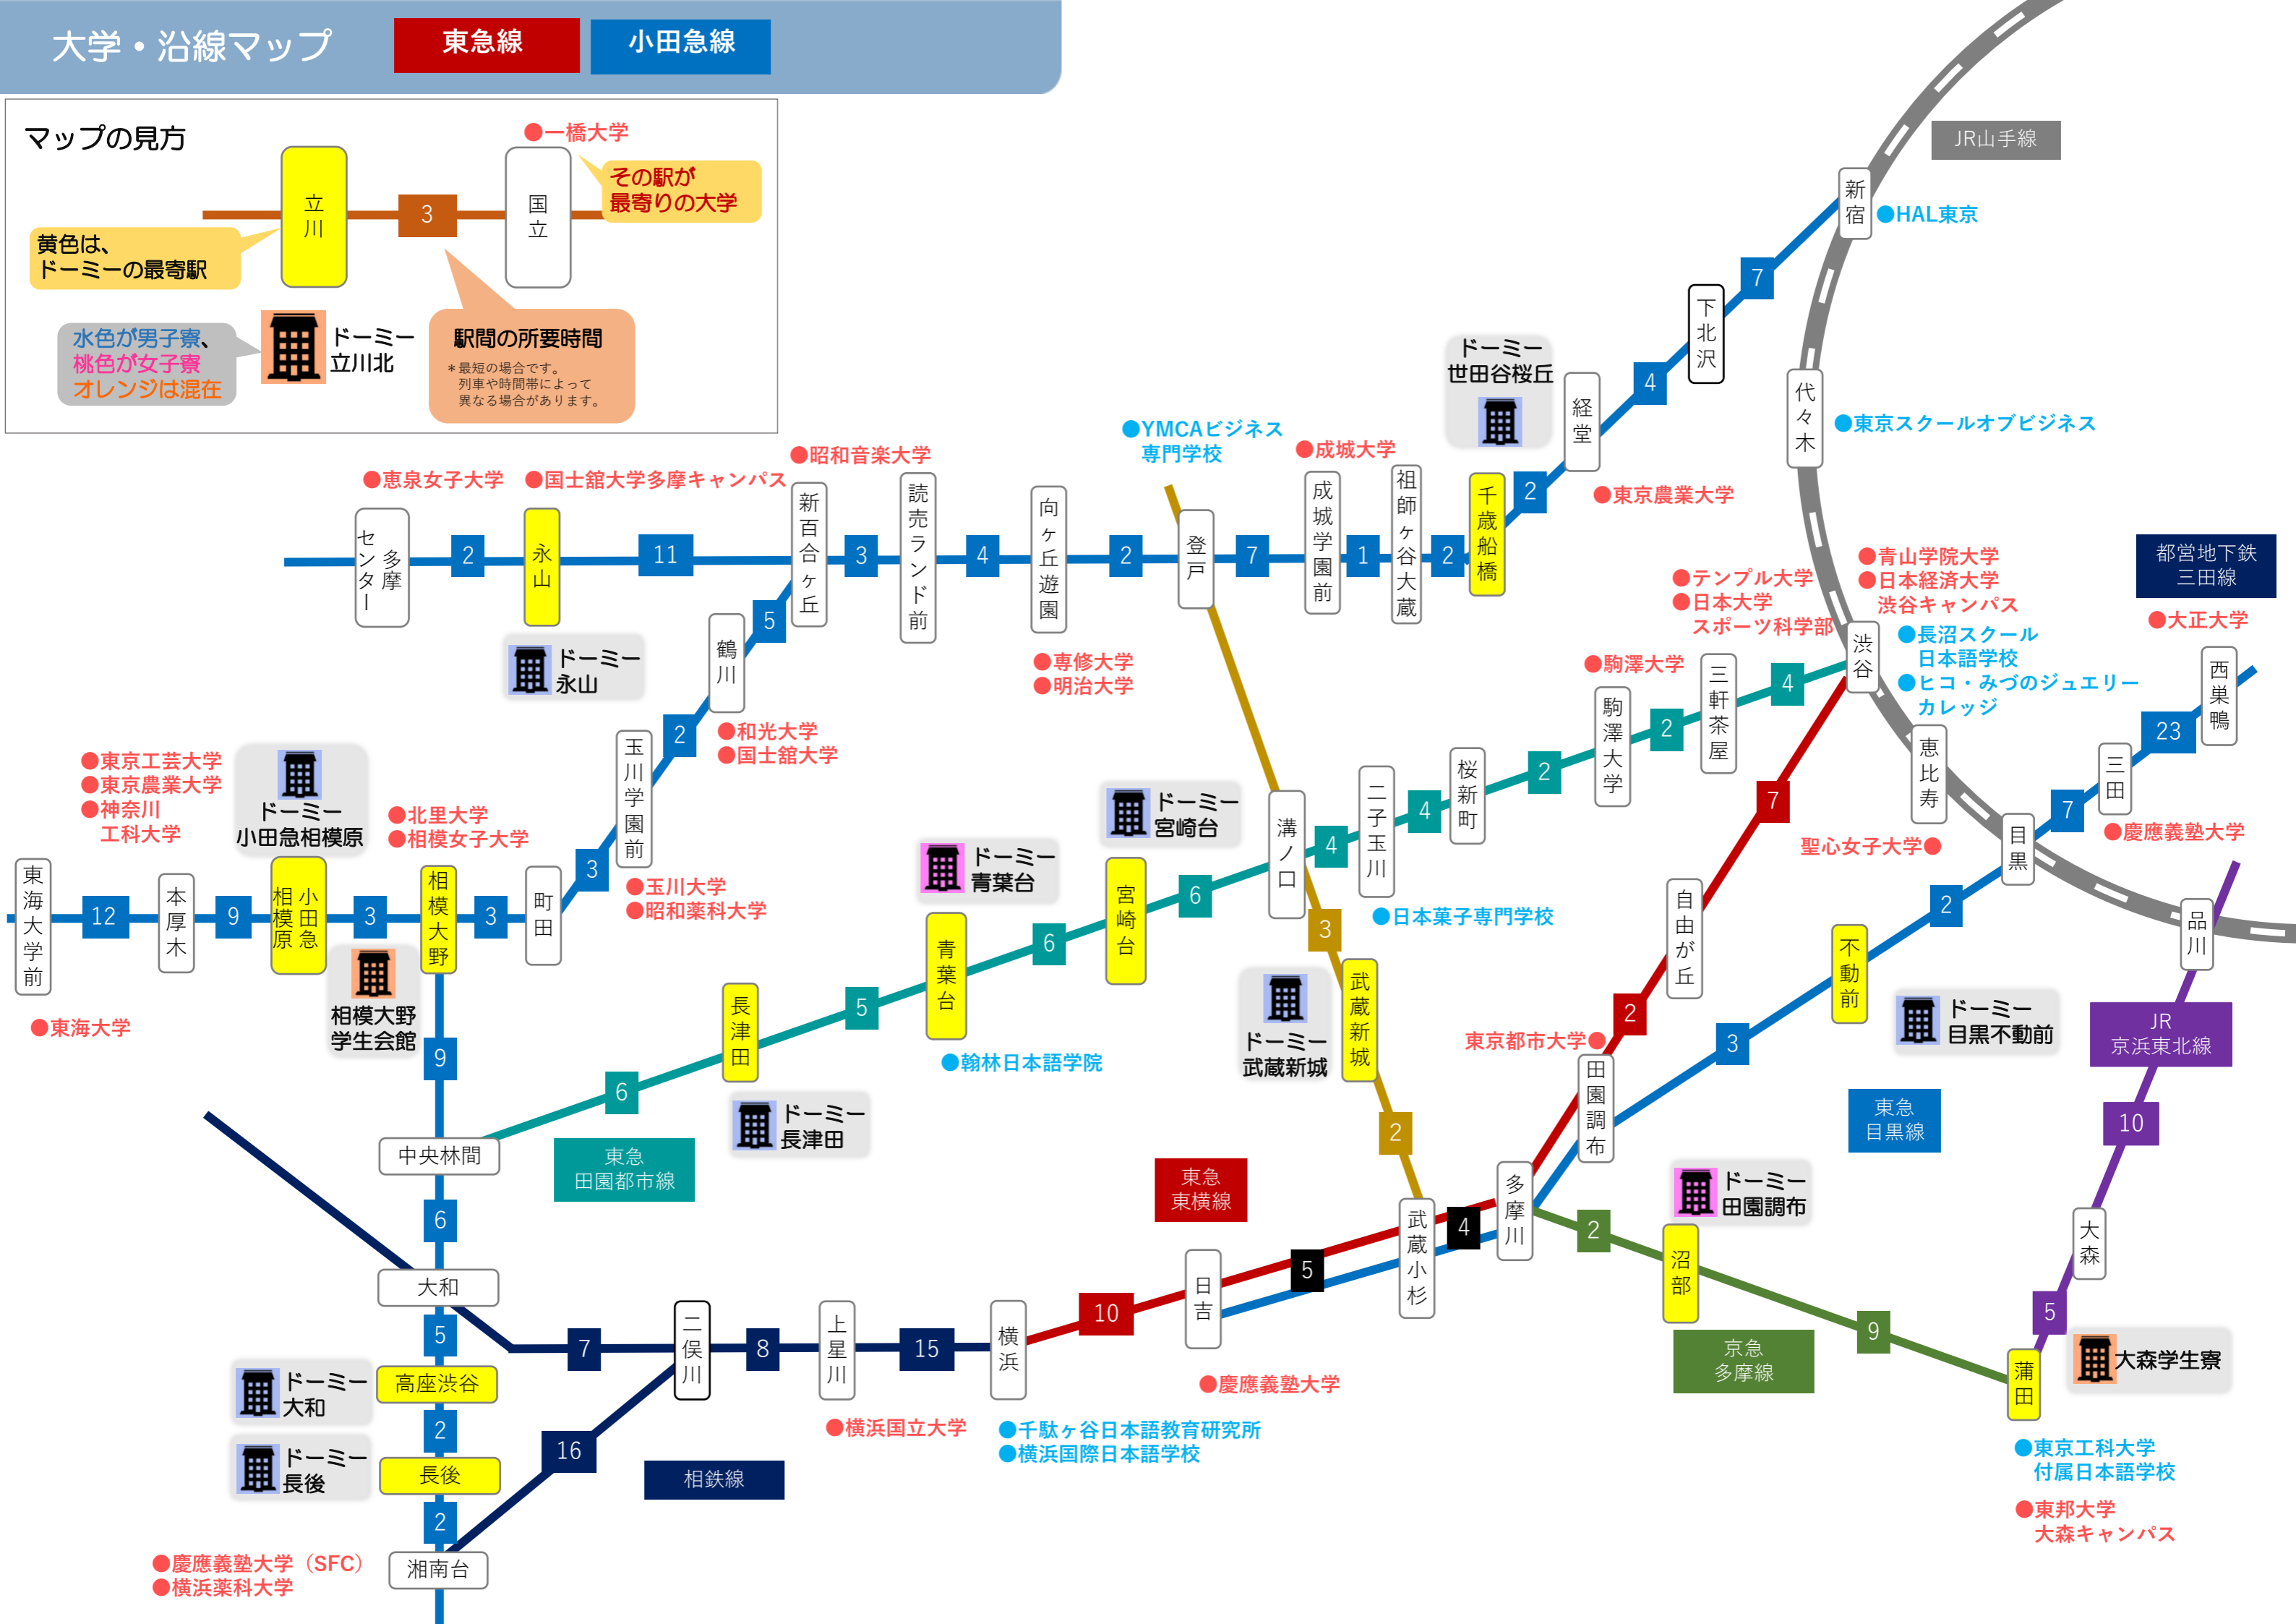 大学・沿線マップ
東急線
小田急線
マップの見方
●一橋大学
立川
3
国立
その駅が
最寄りの大学
黄色は、
ドーミーの最寄駅
水色が男子寮、
桃色が女子寮
オレンジは混在
ドーミー
立川北
駅間の所要時間
＊最短の場合です。
列車や時間帯によって
異なる場合があります。
JR山手線
新宿
●HAL東京
7
下北沢
4
経堂
●東京農業大学
2
ドーミー
世田谷桜丘
代々木
●東京スクールオブビジネス
●恵泉女子大学
●国士舘大学多摩キャンパス
●昭和音楽大学
●YMCAビジネス
専門学校
●成城大学
多摩
センター
2
永山
11
新百合ヶ丘
3
読売ランド前
4
向ヶ丘遊園
2
登戸
7
成城学園前
1
祖師ヶ谷大蔵
2
千歳船橋
ドーミー
永山
●専修大学
●明治大学
5
鶴川
●和光大学
●国士舘大学
2
玉川学園前
●玉川大学
●昭和薬科大学
3
●テンプル大学
●日本大学
スポーツ科学部
●青山学院大学
●日本経済大学
渋谷キャンパス
渋谷
●長沼スクール
日本語学校
●ヒコ・みづのジュエリー
カレッジ
都営地下鉄
三田線
●大正大学
西巣鴨
23
三田
●慶應義塾大学
7
恵比寿
目黒
聖心女子大学●
●駒澤大学
4
三軒茶屋
2
駒澤大学
2
桜新町
4
二子玉川
●日本菓子専門学校
4
溝ノ口
6
ドーミー
宮崎台
宮崎台
6
ドーミー
青葉台
青葉台
●翰林日本語学院
5
長津田
ドーミー
長津田
6
東急
田園都市線
●東京工芸大学
●東京農業大学
●神奈川
工科大学
ドーミー
小田急相模原
●北里大学
●相模女子大学
東海大学前
12
本厚木
9
小田急
相模原
3
相模大野
3
町田
●東海大学
相模大野
学生会館
9
中央林間
6
大和
5
ドーミー
大和
高座渋谷
2
ドーミー
長後
長後
2
湘南台
●慶應義塾大学（SFC）
●横浜薬科大学
7
二俣川
8
上星川
15
横浜
16
相鉄線
●横浜国立大学
●千駄ヶ谷日本語教育研究所
●横浜国際日本語学校
10
日吉
●慶應義塾大学
東急
東横線
5
武蔵小杉
4
多摩川
3
ドーミー
武蔵新城
武蔵新城
2
7
自由が丘
2
東京都市大学●
田園調布
3
不動前
2
ドーミー
目黒不動前
東急
目黒線
品川
JR
京浜東北線
10
大森
5
蒲田
大森学生寮
2
ドーミー
田園調布
沼部
9
京急
多摩線
●東京工科大学
付属日本語学校
●東邦大学
大森キャンパス